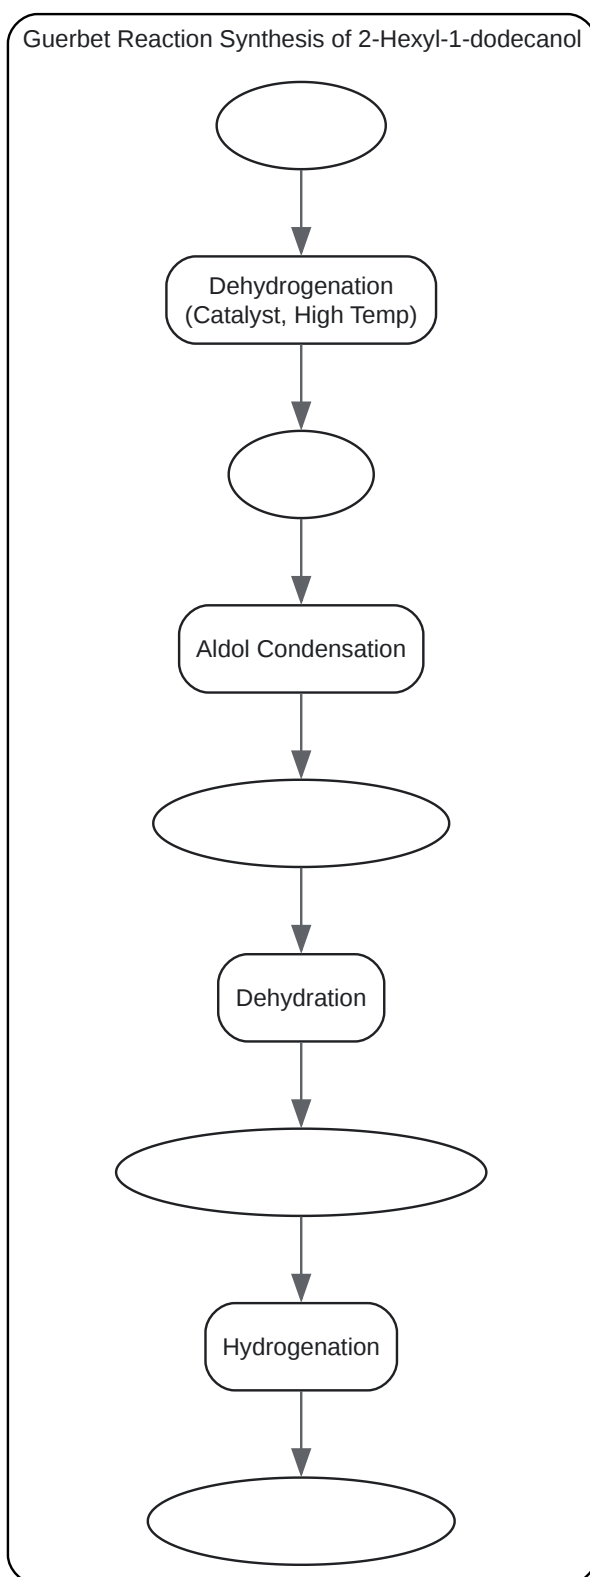 Guerbet Reaction Synthesis of 2-Hexyl-1-dodecanol
Dehydrogenation
(Catalyst, High Temp)
Aldol Condensation
Dehydration
Hydrogenation